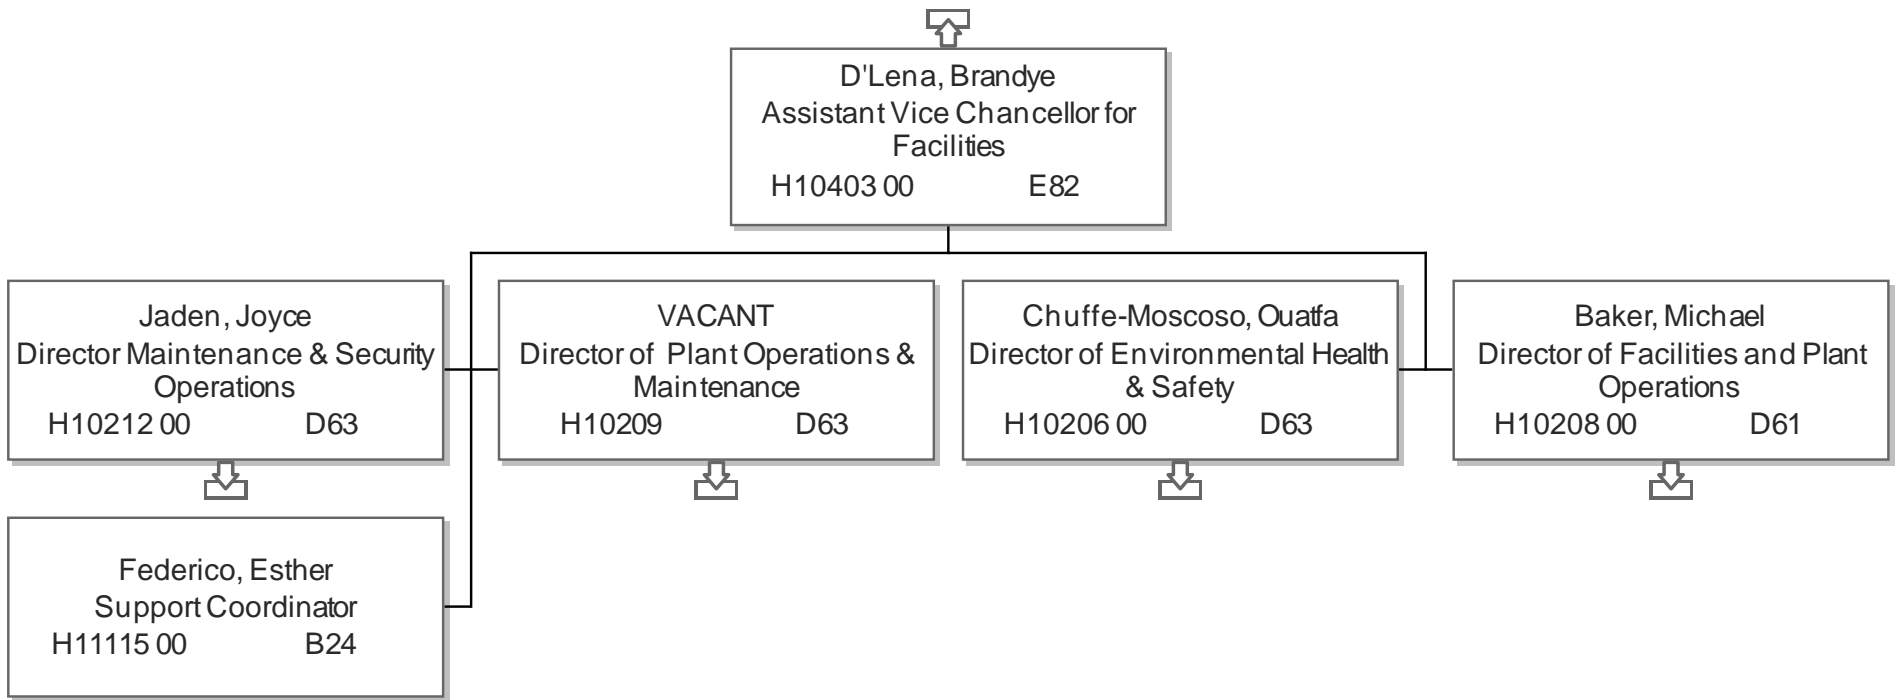 D'Lena, Brandye
Assistant Vice Chancellor for
Facilities
H10403 00 E82
Jaden, Joyce
Director Maintenance & Security
Operations
H10212 00 D63
VACANT
Director of Plant Operations &
Maintenance
H10209 D63
Chuffe-Moscoso, Ouatfa
Director of Environmental Health
& Safety
H10206 00 D63
Baker, Michael
Director of Facilities and Plant
Operations
H10208 00 D61
Federico, Esther
Support Coordinator
H11115 00 B24